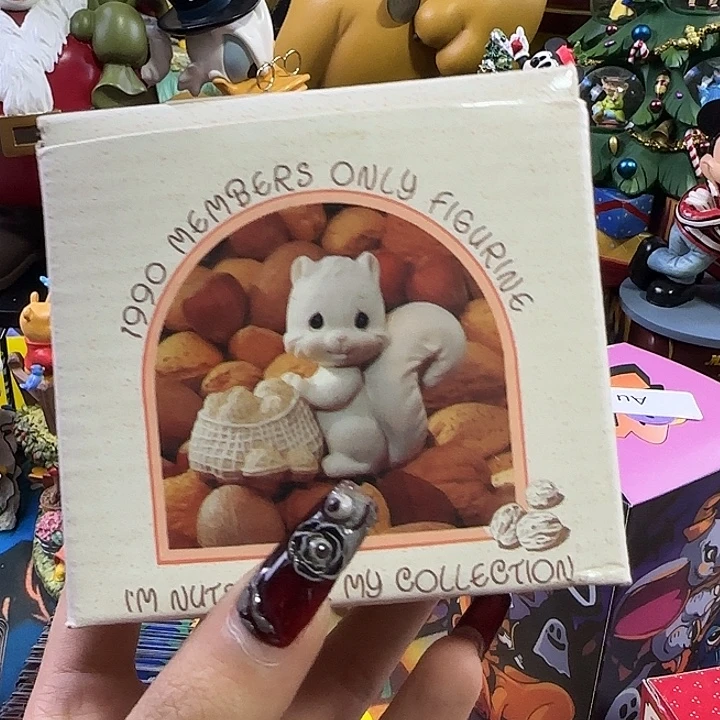 1990 MEMBERS ONLY FIGURINE
I'M NUTS MY COLLECTION
Au